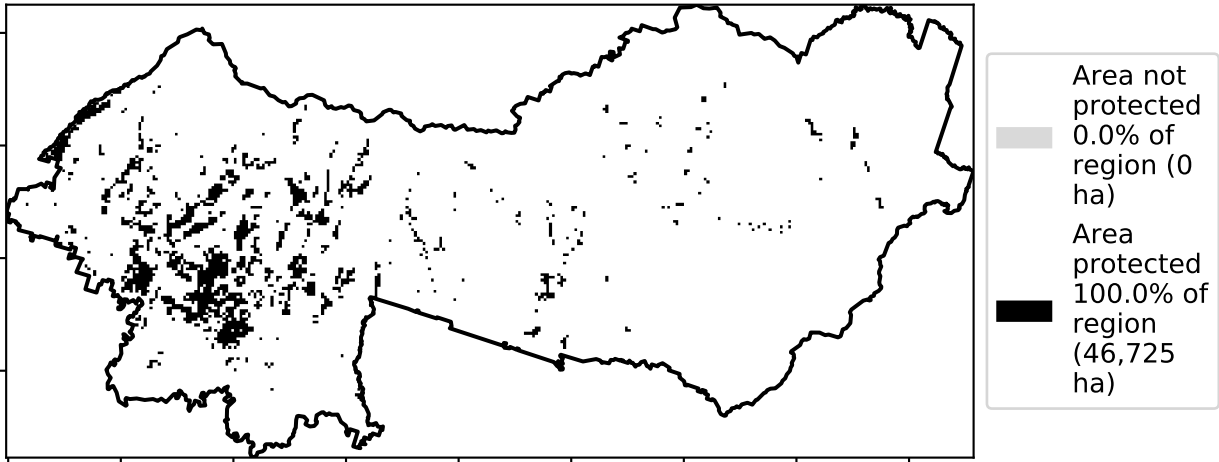 Area not
protected
0.0% of
region (0
ha)
Area
protected
100.0% of
region
(46,725
ha)